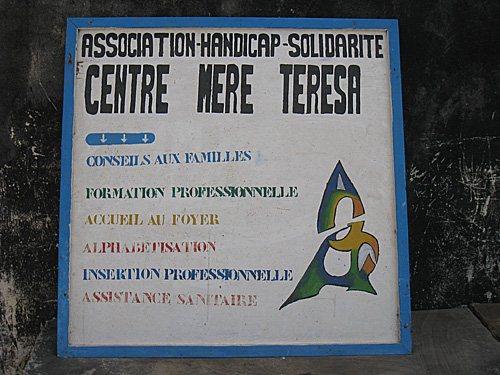 ASSOCIATION-HANDICAP-SOLIDARITE
CENTRE MERE TERESA
CONSEILS AUX FAMILLES
FORMATION PROFESSIONNELLE
ACCUEIL AU FOYER
ALPHABETISATION
INSERTION PROFESSIONNELLE
ASSISTANCE SANITAIRE